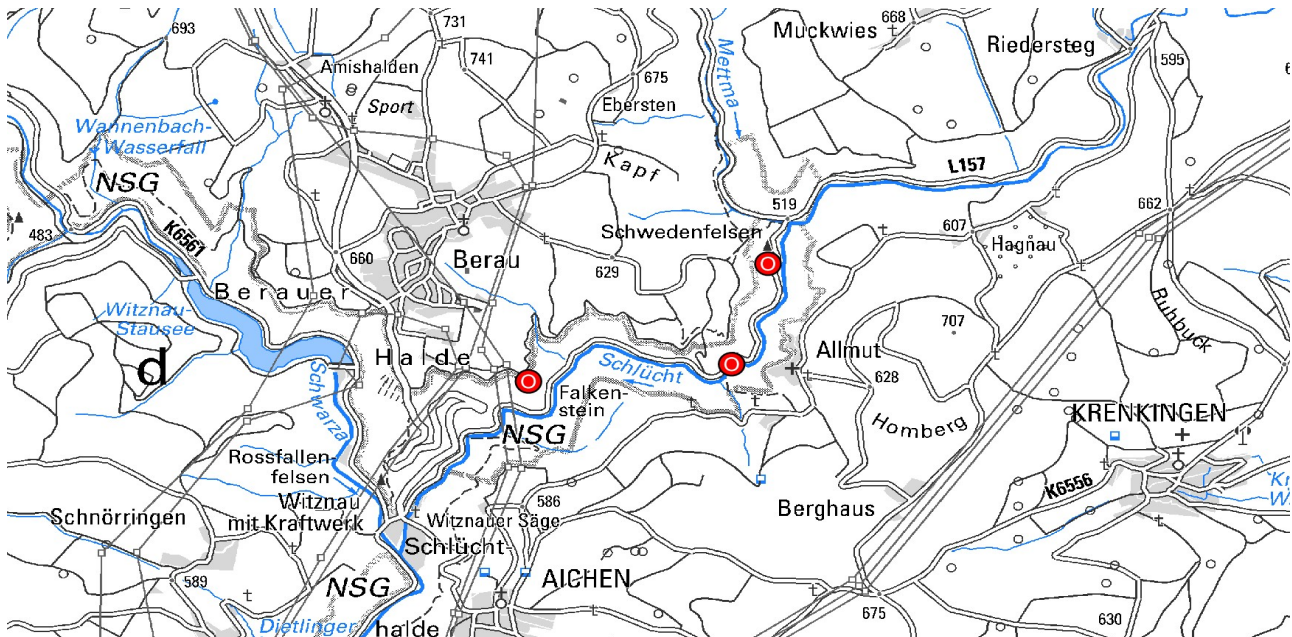 693
731
Muckwies
668
Riedersteg
741
Amishalden
675
595
Sport
Ebersten
Mettma
Wannenbach-
Wasserfall
NSG
Kapf
L157
K6561
483
519
662
607
Schwedenfelsen
Hagnau
660
Berau
629
Berauer
Witznau-
Stausee
Ruhbuck
707
d
Halde
Schlücht
Allmut
628
Schwarza
Falken-
stein
Homberg
KRENKINGEN
NSG
Rossfallen-
felsen
K6556
Witznau
mit Kraftwerk
586
Berghaus
Schnörringen
Witznauer Säge
Schlücht-
589
NSG
AICHEN
675
630
Dietlinger
halde